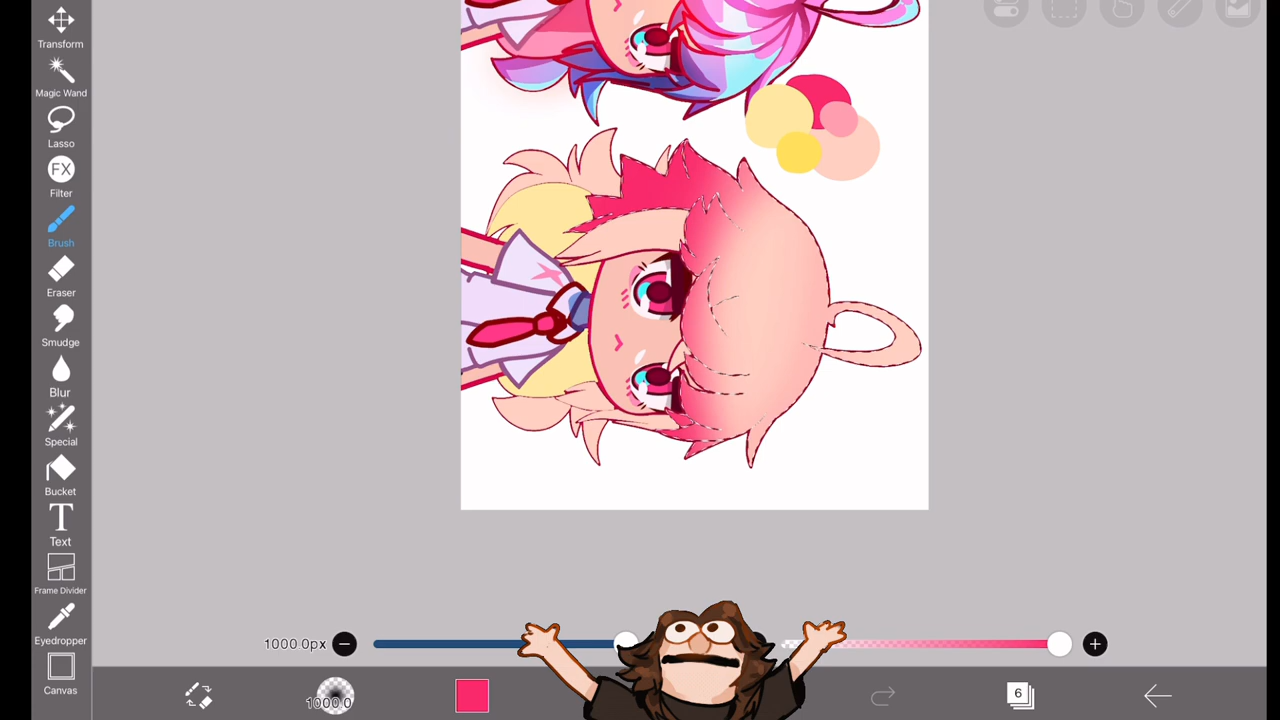 Transform
Magic Wand
Lasso
FX
Filter
Brush
Eraser
Smudge
Blur
Special
Bucket
T
Text
Frame Divider
Eyedropper
Canvas
1000.0px
1000.0
6